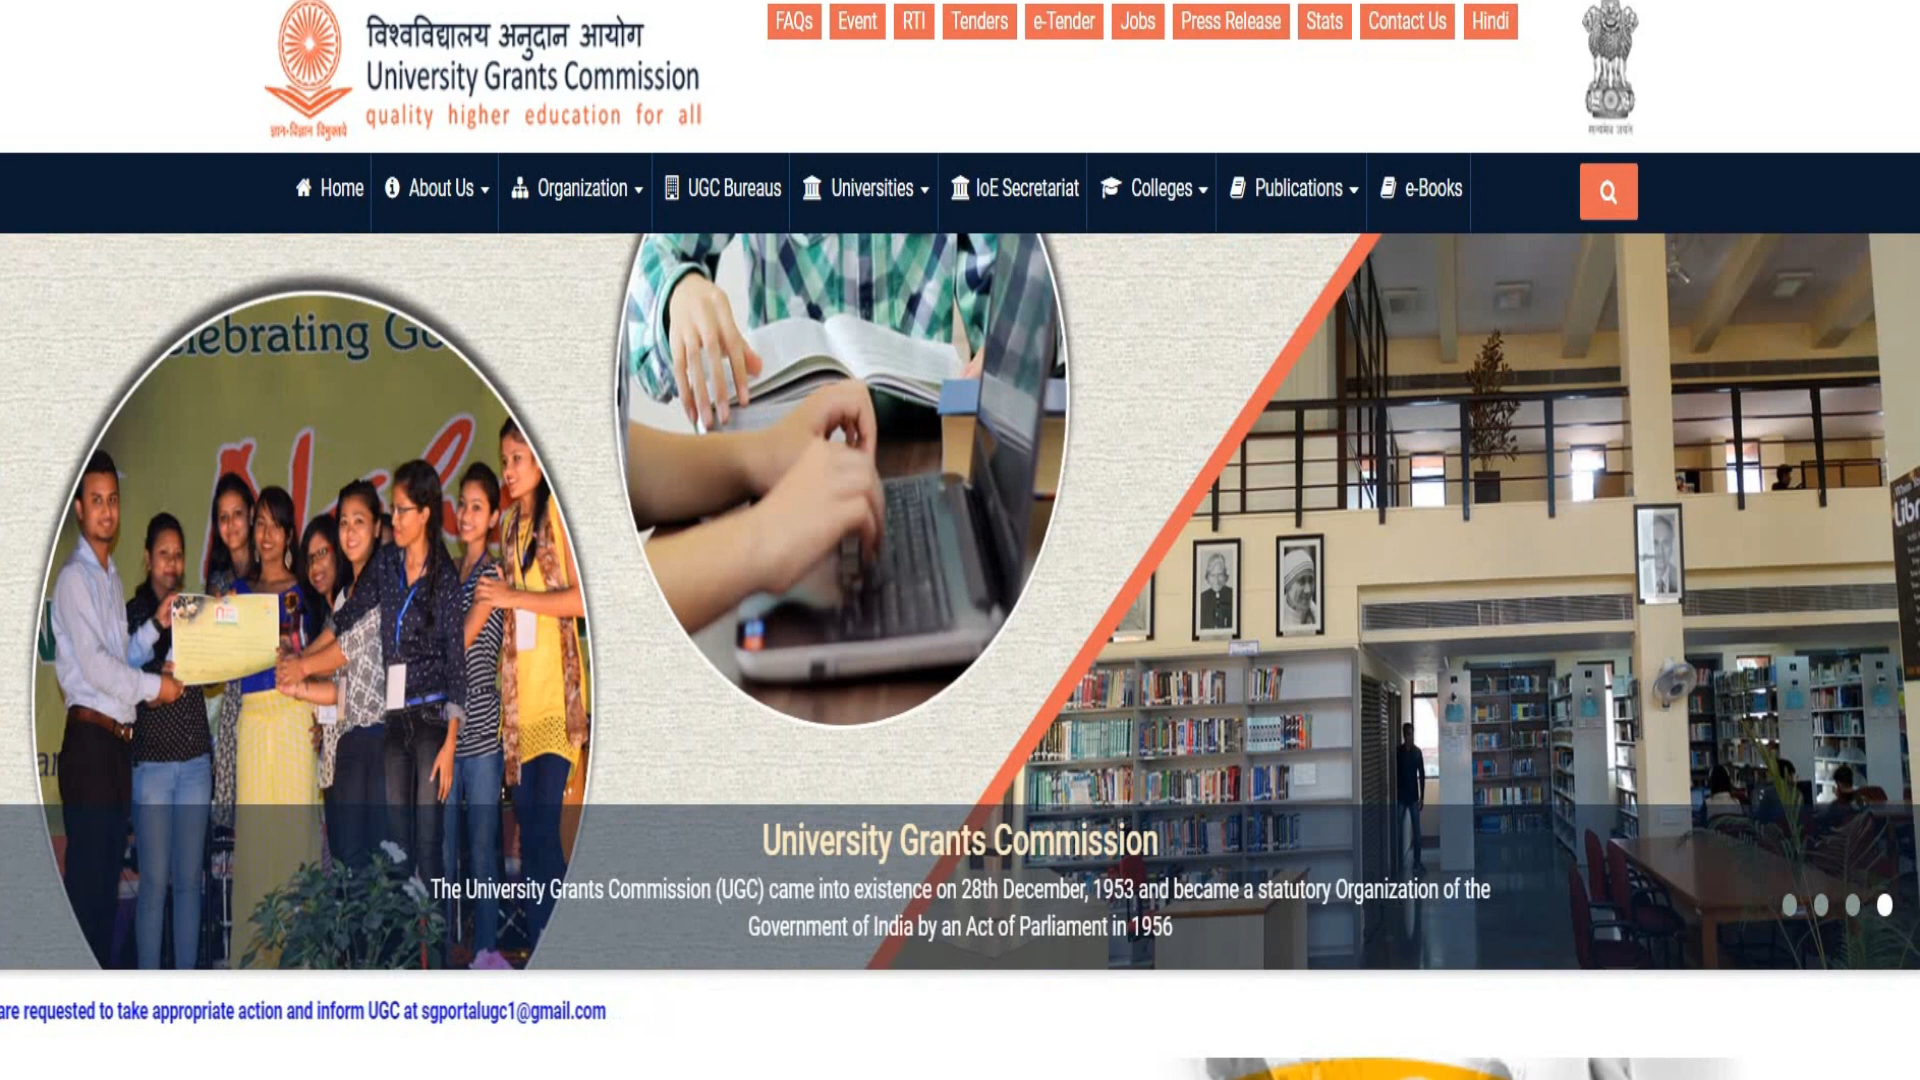 विश्वविद्यालय अनुदान आयोग
University Grants Commission
quality higher education for all
ज्ञान-विज्ञान विमुक्तये
FAQs Event RTI Tenders e-Tender Jobs Press Release Stats Contact Us Hindi
सत्यमेव जयते
Home About Us Organization UGC Bureaus Universities IoE Secretariat Colleges Publications e-Books
University Grants Commission
The University Grants Commission (UGC) came into existence on 28th December, 1953 and became a statutory Organization of the
Government of India by an Act of Parliament in 1956
are requested to take appropriate action and inform UGC at sgportalugc1@gmail.com